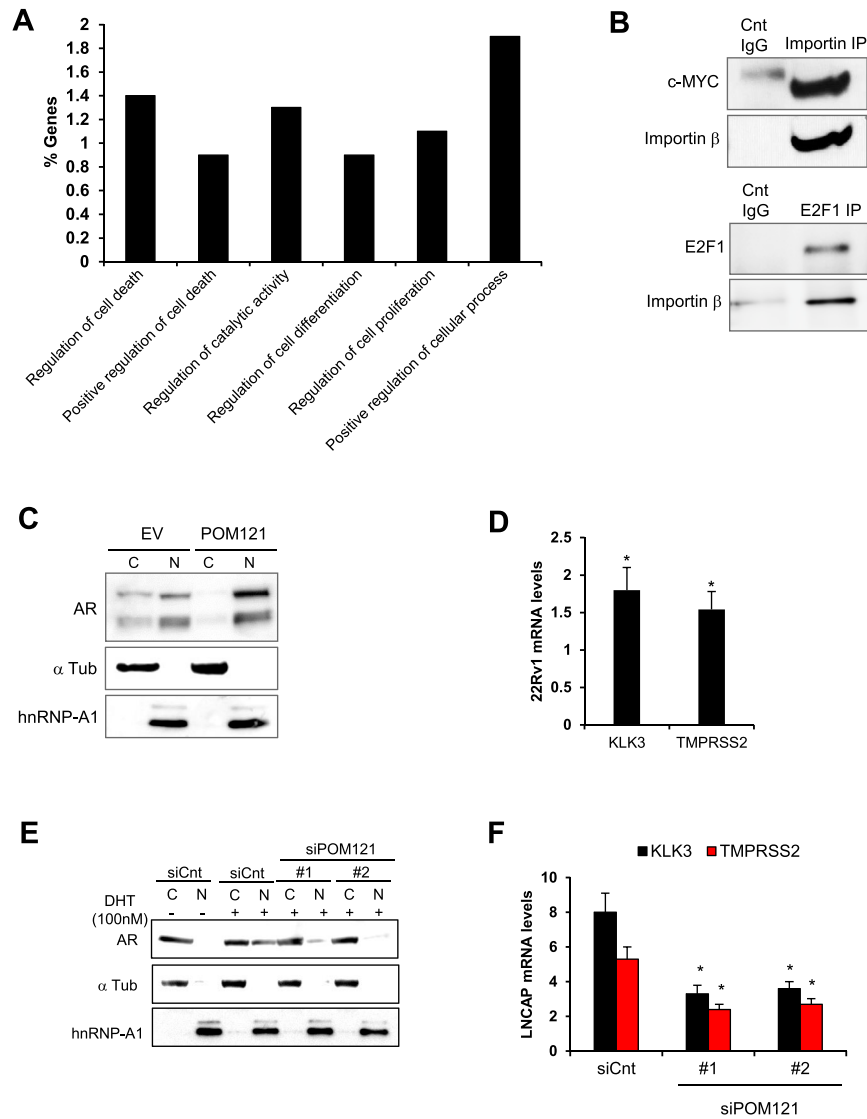 A
% Genes
2
1.8
1.6
1.4
1.2
1
0.8
0.6
0.4
0.2
0
Regulation of cell death
Positive regulation of cell death
Regulation of catalytic activity
Regulation of cell differentiation
Regulation of cell proliferation
Positive regulation of cellular process
B
Cnt
IgG
Importin IP
c-MYC
Importin β
Cnt
IgG
E2F1 IP
E2F1
Importin β
C
EV POM121
C N C N
AR
α Tub
hnRNP-A1
D
22Rv1 mRNA levels
2.5
2
1.5
1
0.5
0
* *
KLK3 TMPRSS2
E
siPOM121
siCnt siCnt #1 #2
C N C N C N C N
DHT
(100nM)
- - + + + + + +
AR
α Tub
hnRNP-A1
F
KLK3 TMPRSS2
LNCAP mRNA levels
10
8
6
4
2
0
* * * *
siCnt #1 #2
siPOM121